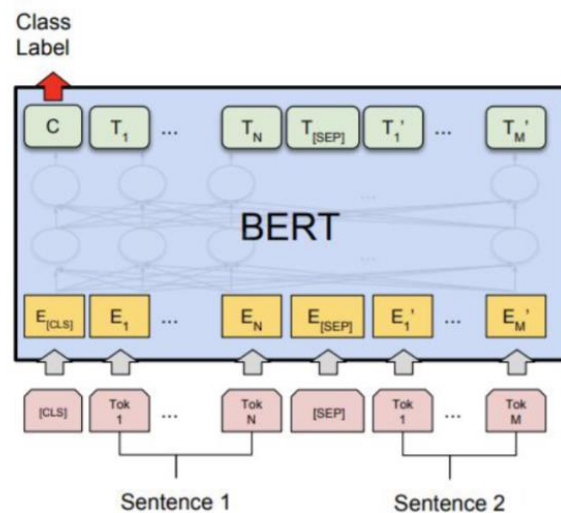 Class
Label
C T1 ... TN T[SEP] T1' ... TM'
...
BERT
...
E[CLS] E1 ... EN E[SEP] E1' ... EM'
[CLS] Tok 1 ... Tok N [SEP] Tok 1 ... Tok M
Sentence 1 Sentence 2